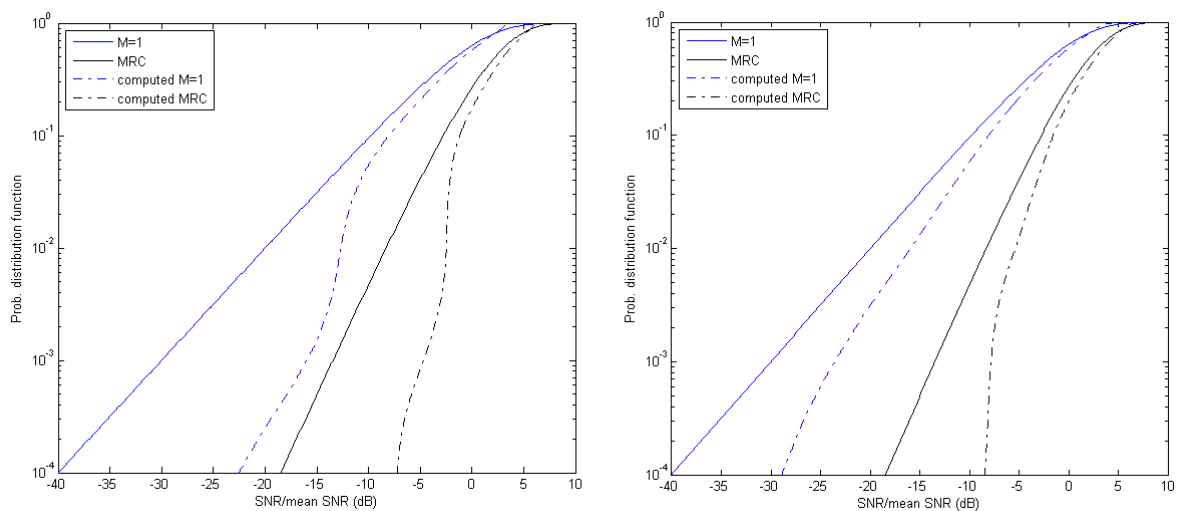 M=1
MRC
computed M=1
computed MRC
Prob. distribution function
10^0
10^-1
10^-2
10^-3
10^-4
-40 -35 -30 -25 -20 -15 -10 -5 0 5 10
SNR/mean SNR (dB)
M=1
MRC
computed M=1
computed MRC
Prob. distribution function
10^0
10^-1
10^-2
10^-3
10^-4
-40 -35 -30 -25 -20 -15 -10 -5 0 5 10
SNR/mean SNR (dB)